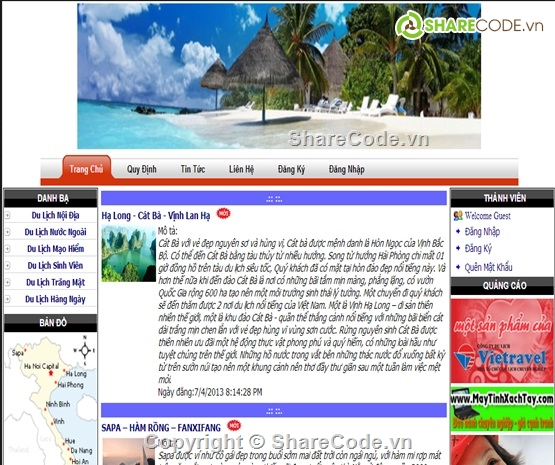 SHARECODE.vn
ShareCode.vn
Trang Chủ
Quy Định
Tin Tức
Liên Hệ
Đăng Ký
Đăng Nhập
DANH BẠ
Du Lịch Nội Địa
Du Lịch Nước Ngoài
Du Lịch Mạo Hiểm
Du Lịch Sinh Viên
Du Lịch Trăng Mật
Du Lịch Hàng Ngày
BẢN ĐỒ
Sapa
Ha Noi Capital
Ha Long
Hai Phong
Ninh Binh
Vinh
Hue
Da Nang
Hoi An
::: :::
Hạ Long - Cát Bà - Vịnh Lan Hạ MỚI
Mô tả:
Cát Bà với vẻ đẹp nguyên sơ và hùng vị, Cát bà được mệnh danh là Hòn Ngọc của Vịnh Bắc
Bộ. Có thể đến Cát Bà bằng tàu thủy từ nhiều hướng. Song từ hướng Hải Phòng chỉ mất 01
giờ đồng hồ trên tàu du lịch siêu tốc, Quý khách đã có mặt tại hòn đảo đẹp nổi tiếng này. Và
hơn thế nữa khi đến đảo Cát Bà là nơi có những bãi tắm mịn màng, phẳng lặng, có vườn
Quốc Gia rộng 600 ha tạo nên một môi trường sinh thái lý tưởng. Một chuyến đi quý khách
sẽ đến thăm được 2 nơi du lịch nổi tiếng của Việt Nam. Một là Vịnh Hạ Long – di sản thiên
nhiên thế giới, một là khu đảo Cát Bà - quần thể thắng cảnh nổi tiếng với những bãi biển cát
dài trắng mịn chen lẫn với vẻ đẹp hùng vĩ vùng sơn cước. Rừng nguyên sinh Cát Bà được
thiên nhiên ưu đãi một hệ động thực vật phong phú và quý hiếm, có những loài hầu như
tuyệt chủng trên thế giới. Những hồ nước trong vắt bên những thác nước đổ xuống bất kỳ
từ trên sườn núi tạo nên một khung cảnh nên thơ đầy thư giãn sau một tuần làm việc mệt
mỏi.
Ngày đăng:7/4/2013 8:14:28 PM
::: :::
SAPA – HÀM RỒNG – FANXIFANG MỚI
Mô tả:
Copyright © ShareCode.vn
Sapa được ví như cô gái đẹp trong buổi sớm mai đất trời còn ngái ngủ, với hàm mi rợp mát
THÀNH VIÊN
Welcome Guest
Đăng Nhập
Đăng Ký
Quên Mật Khẩu
QUẢNG CÁO
một sản phẩm của
CÔNG TY DU LỊCH
Vietravel
www.MayTinhXachTay.com